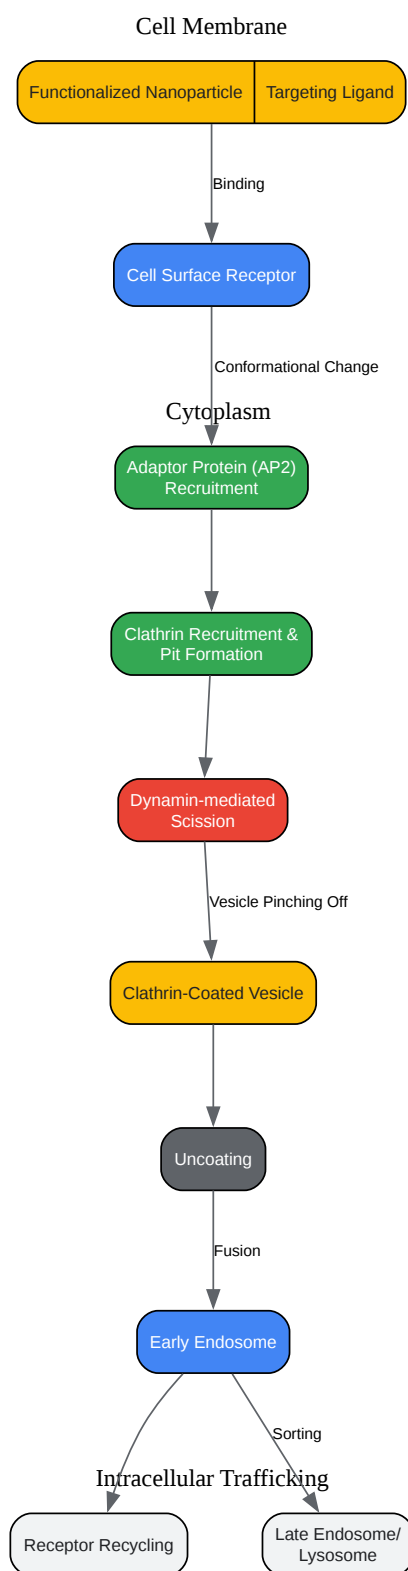 Cell Membrane
Functionalized Nanoparticle
Targeting Ligand
Binding
Cell Surface Receptor
Conformational Change
Cytoplasm
Adaptor Protein (AP2)
Recruitment
Clathrin Recruitment &
Pit Formation
Dynamin-mediated
Scission
Vesicle Pinching Off
Clathrin-Coated Vesicle
Uncoating
Fusion
Early Endosome
Sorting
Intracellular Trafficking
Receptor Recycling
Late Endosome/
Lysosome